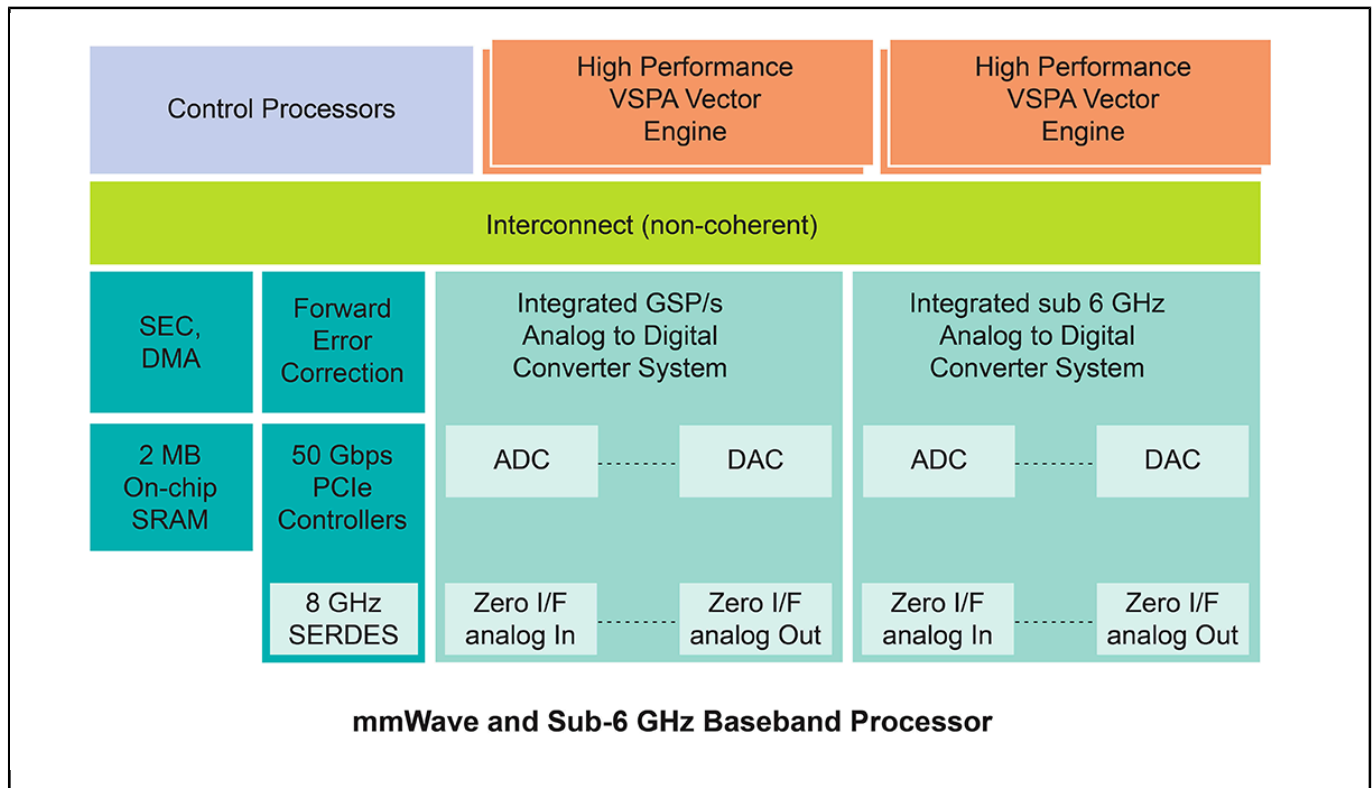 Control Processors
High Performance
VSPA Vector
Engine
High Performance
VSPA Vector
Engine
Interconnect (non-coherent)
SEC,
DMA
Forward
Error
Correction
Integrated GSP/s
Analog to Digital
Converter System
Integrated sub 6 GHz
Analog to Digital
Converter System
2 MB
On-chip
SRAM
50 Gbps
PCIe
Controllers
ADC
DAC
ADC
DAC
8 GHz
SERDES
Zero I/F
analog In
Zero I/F
analog Out
Zero I/F
analog In
Zero I/F
analog Out
mmWave and Sub-6 GHz Baseband Processor